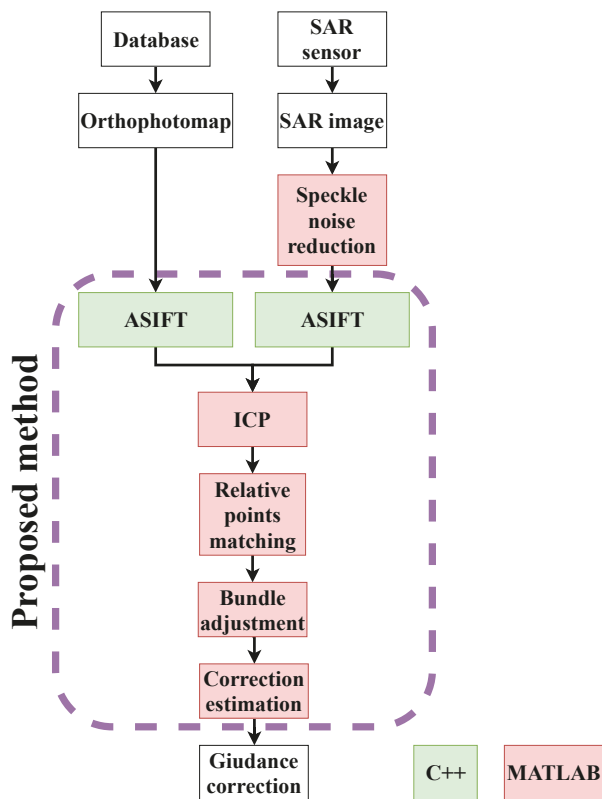 Database
SAR
sensor
Orthophotomap
SAR image
Speckle
noise
reduction
ASIFT
ASIFT
Proposed method
ICP
Relative
points
matching
Bundle
adjustment
Correction
estimation
Giudance
correction
C++
MATLAB